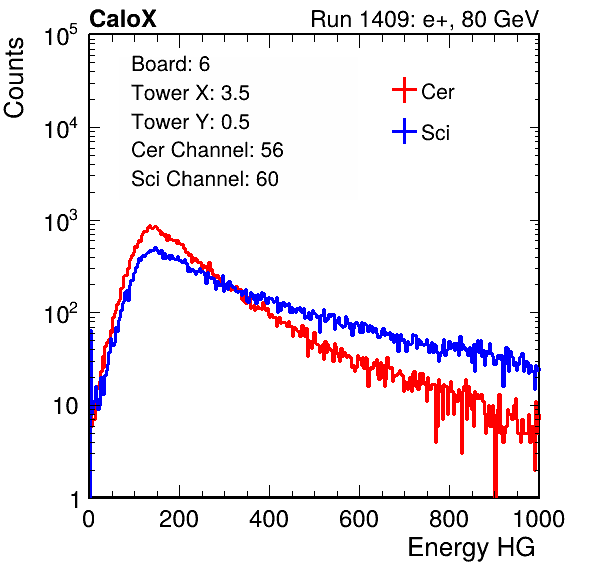 CaloX Run 1409: e+, 80 GeV
Counts
Board: 6
Tower X: 3.5
Tower Y: 0.5
Cer Channel: 56
Sci Channel: 60
Cer
Sci
10^5
10^4
10^3
10^2
10
1
0 200 400 600 800 1000
Energy HG